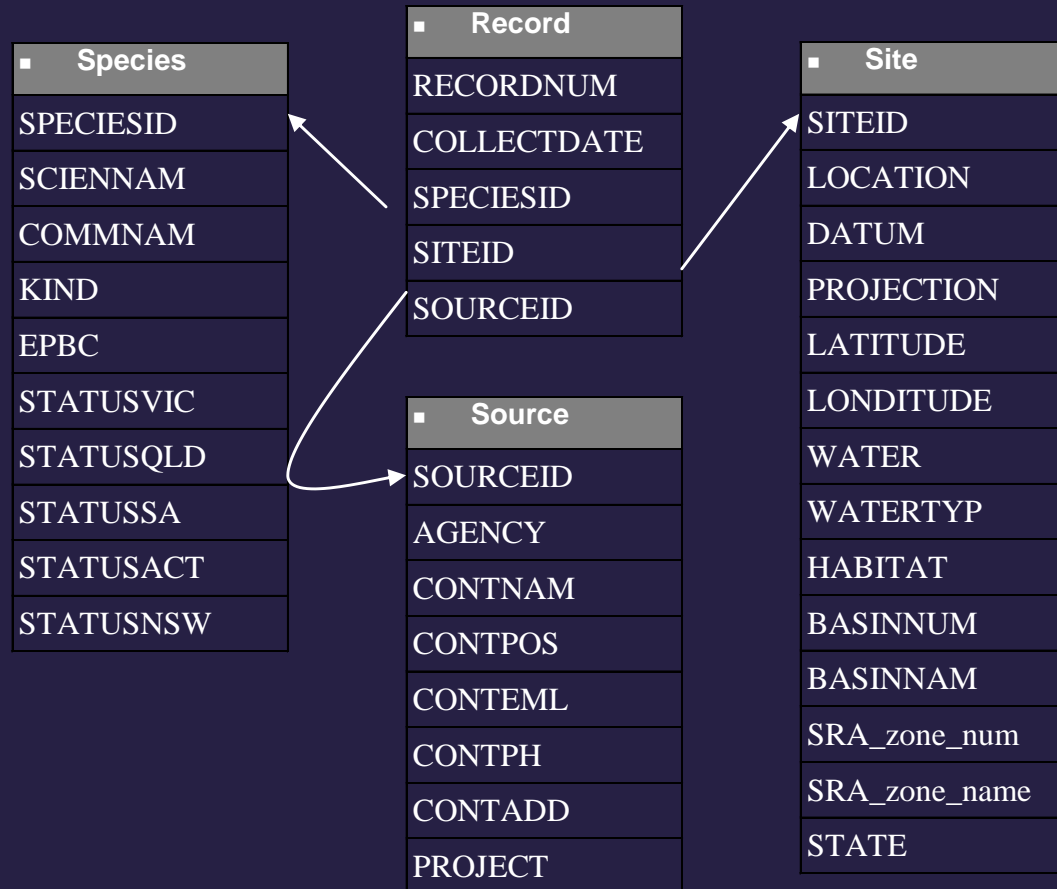 Species
SPECIESID
SCIENNAM
COMMNAM
KIND
EPBC
STATUSVIC
STATUSQLD
STATUSSA
STATUSACT
STATUSNSW
Record
RECORDNUM
COLLECTDATE
SPECIESID
SITEID
SOURCEID
Source
SOURCEID
AGENCY
CONTNAM
CONTPOS
CONTEML
CONTPH
CONTADD
PROJECT
Site
SITEID
LOCATION
DATUM
PROJECTION
LATITUDE
LONDITUDE
WATER
WATERTYP
HABITAT
BASINNUM
BASINNAM
SRA_zone_num
SRA_zone_name
STATE